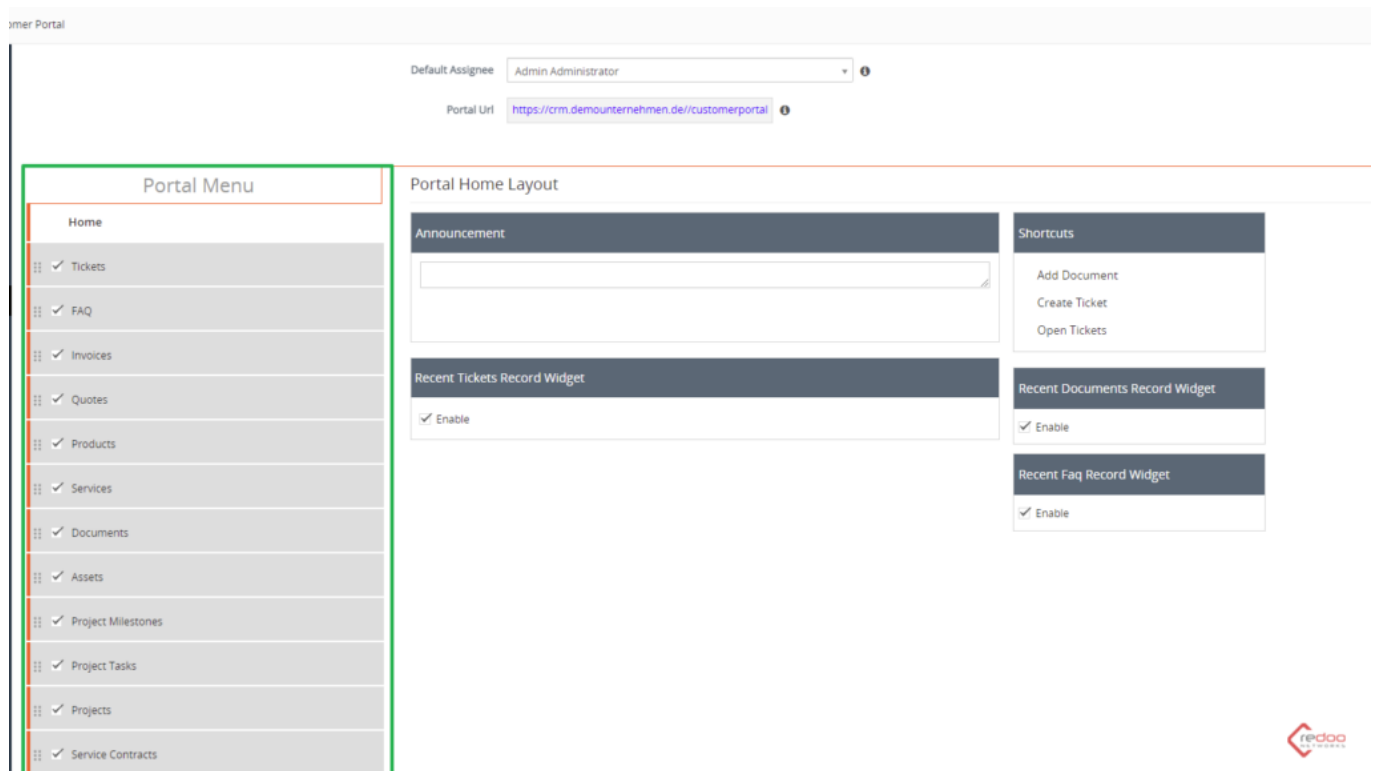 omer Portal
Default Assignee
Admin Administrator
Portal Url
https://crm.demounternehmen.de//customerportal
Portal Menu
Home
Tickets
FAQ
Invoices
Quotes
Products
Services
Documents
Assets
Project Milestones
Project Tasks
Projects
Service Contracts
Portal Home Layout
Announcement
Recent Tickets Record Widget
Enable
Shortcuts
Add Document
Create Ticket
Open Tickets
Recent Documents Record Widget
Enable
Recent Faq Record Widget
Enable
redoo
NETWORKS